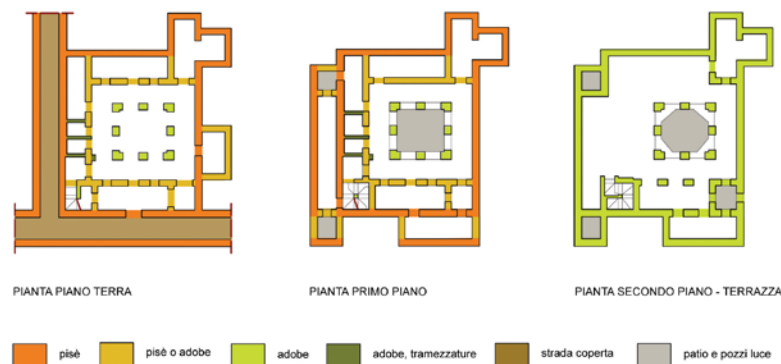 PIANTA PIANO TERRA
PIANTA PRIMO PIANO
PIANTA SECONDO PIANO - TERRAZZA
pisè
pisè o adobe
adobe
adobe, tramezzature
strada coperta
patio e pozzi luce